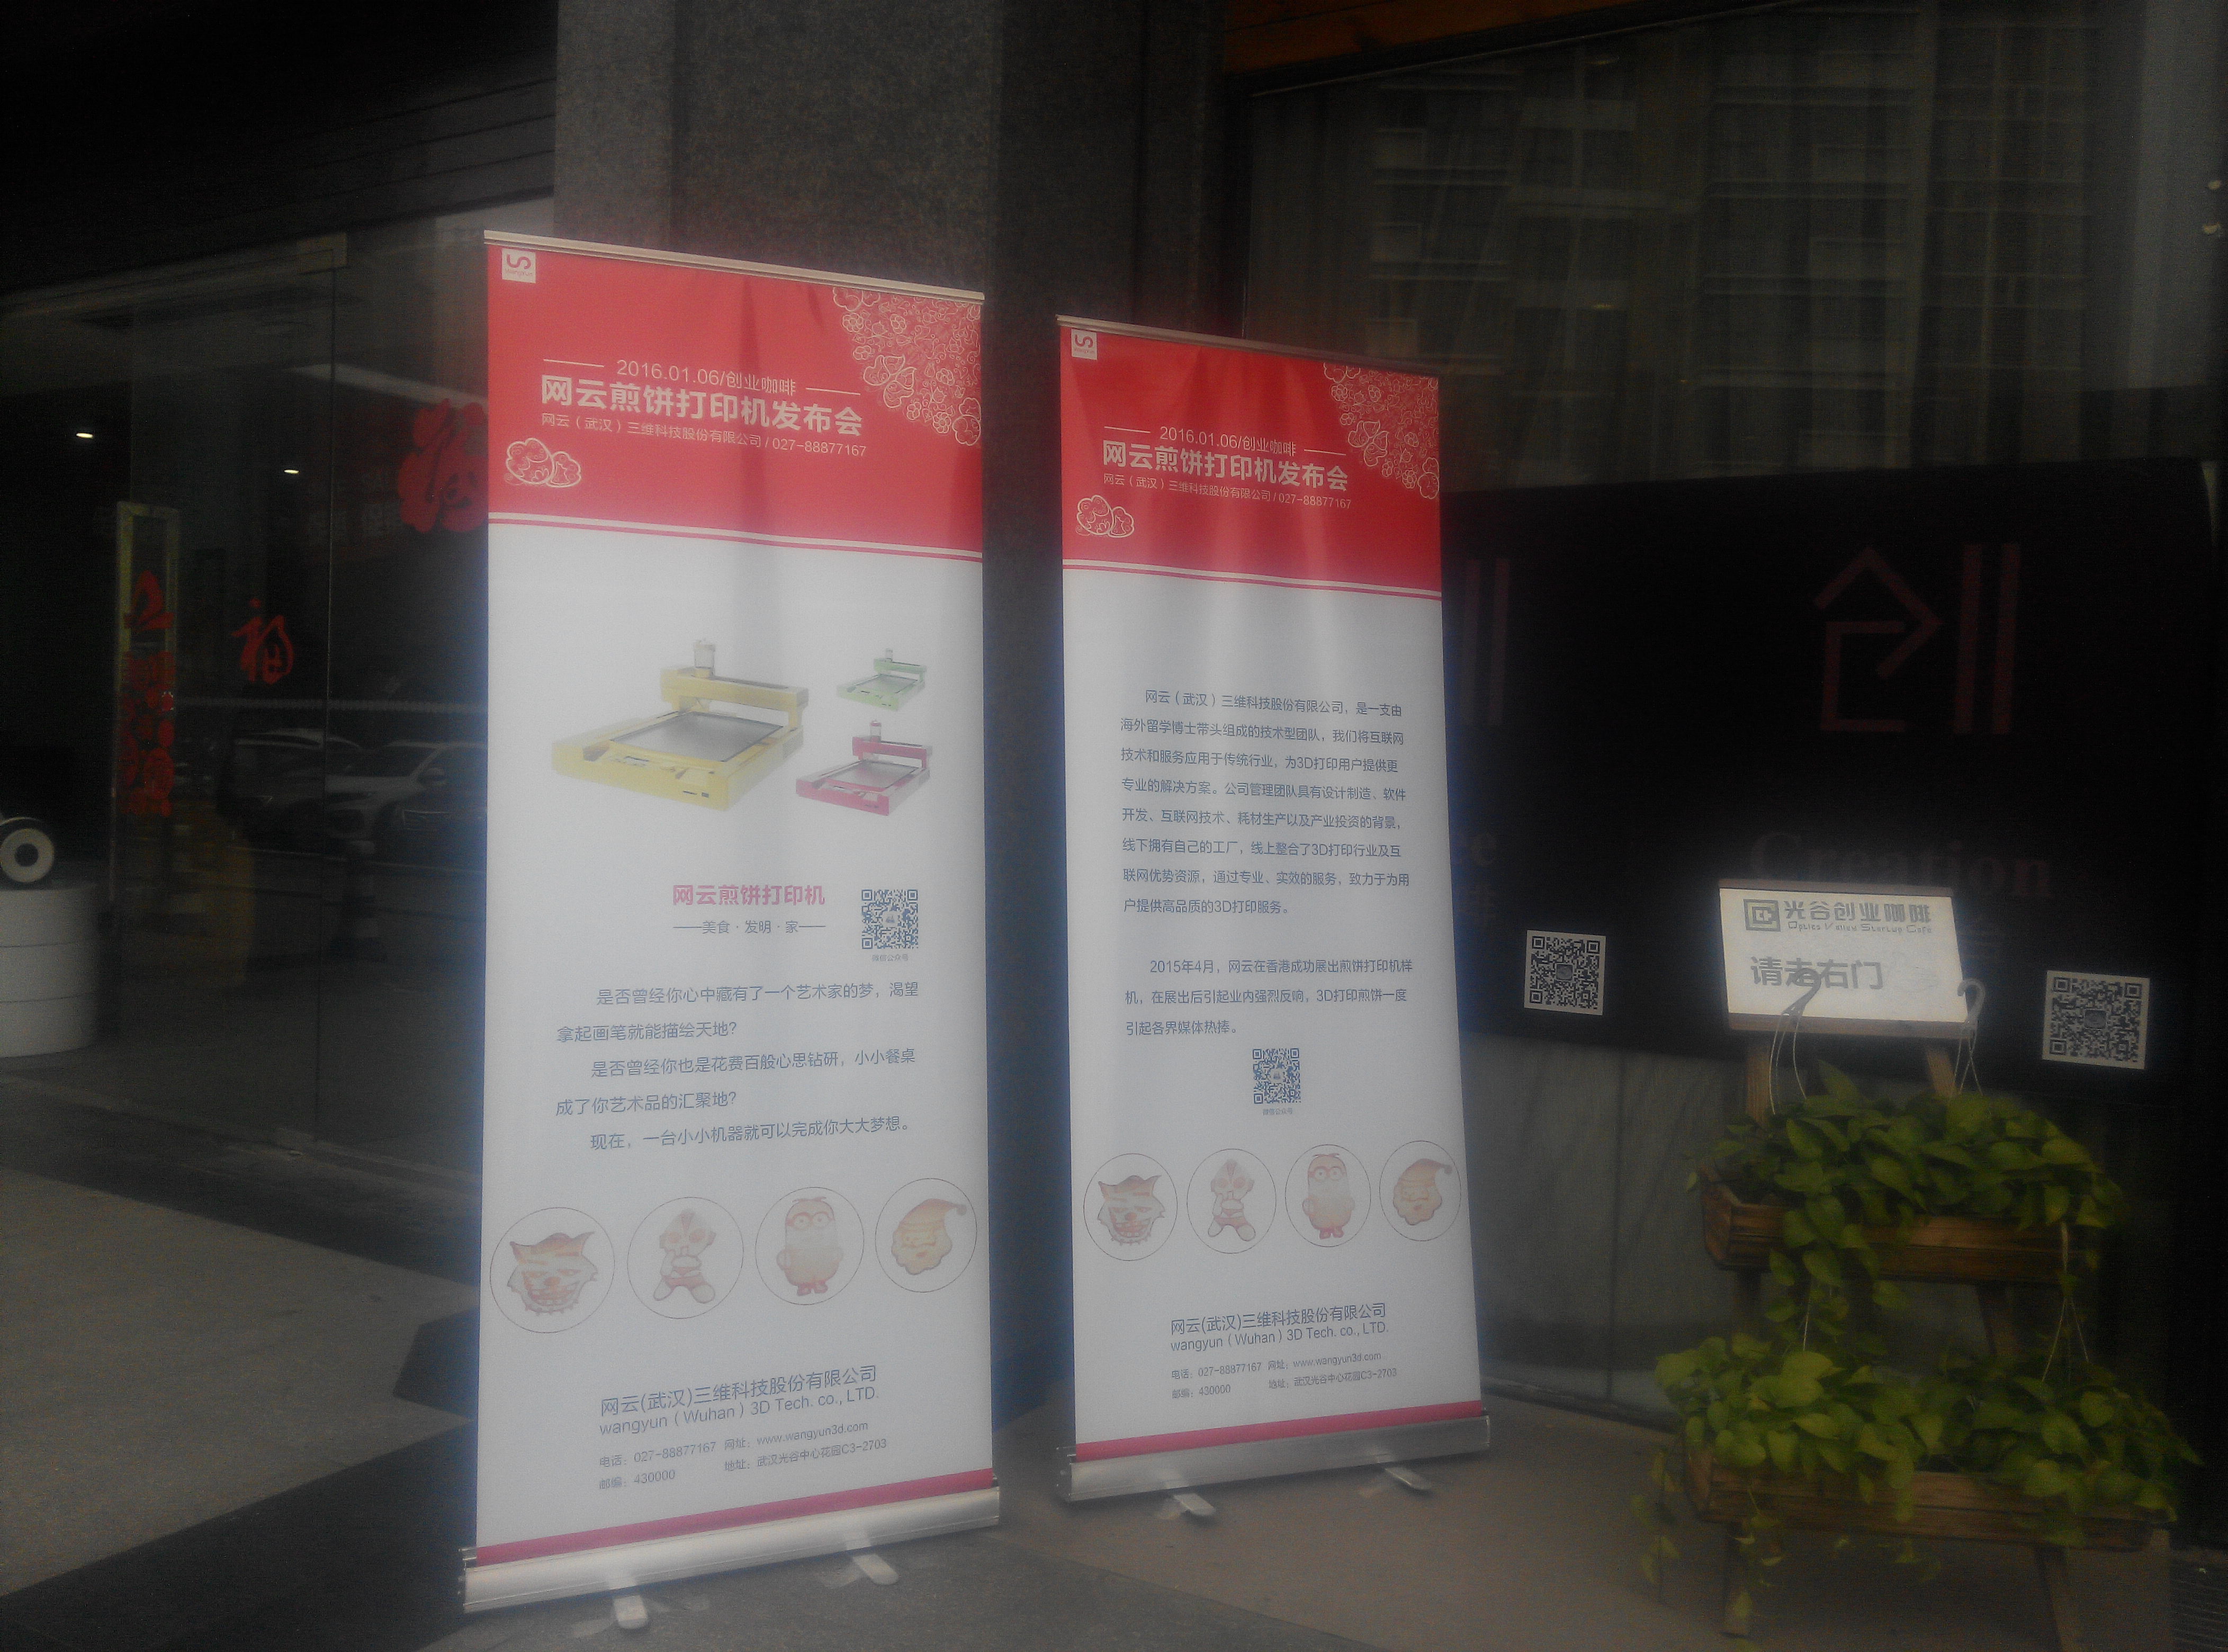 wangyun
2016.01.06/创业咖啡
网云煎饼打印机发布会
网云（武汉）三维科技股份有限公司 / 027-88877167
网云煎饼打印机
——美食·发明·家——
微信公众号
是否曾经你心中藏有了一个艺术家的梦，渴望
拿起画笔就能描绘天地？
是否曾经你也是花费百般心思钻研，小小餐桌
成了你艺术品的汇聚地？
现在，一台小小机器就可以完成你大大梦想。
网云(武汉)三维科技股份有限公司
wangyun（Wuhan）3D Tech. co., LTD.
电话：027-88877167 网址：www.wangyun3d.com
邮编：430000 地址：武汉光谷中心花园C3-2703
wangyun
2016.01.06/创业咖啡
网云煎饼打印机发布会
网云（武汉）三维科技股份有限公司 / 027-88877167
网云（武汉）三维科技股份有限公司，是一支由
海外留学博士带头组成的技术型团队，我们将互联网
技术和服务应用于传统行业，为3D打印用户提供更
专业的解决方案。公司管理团队具有设计制造、软件
开发、互联网技术、耗材生产以及产业投资的背景，
线下拥有自己的工厂，线上整合了3D打印行业及互
联网优势资源，通过专业、实效的服务，致力于为用
户提供高品质的3D打印服务。
2015年4月，网云在香港成功展出煎饼打印机样
机，在展出后引起业内强烈反响，3D打印煎饼一度
引起各界媒体热捧。
微信公众号
网云(武汉)三维科技股份有限公司
wangyun（Wuhan）3D Tech. co., LTD.
电话：027-88877167 网址：www.wangyun3d.com
邮编：430000 地址：武汉光谷中心花园C3-2703
福
创
Creation
光谷创业咖啡
Optics Valley Startup Café
请走右门